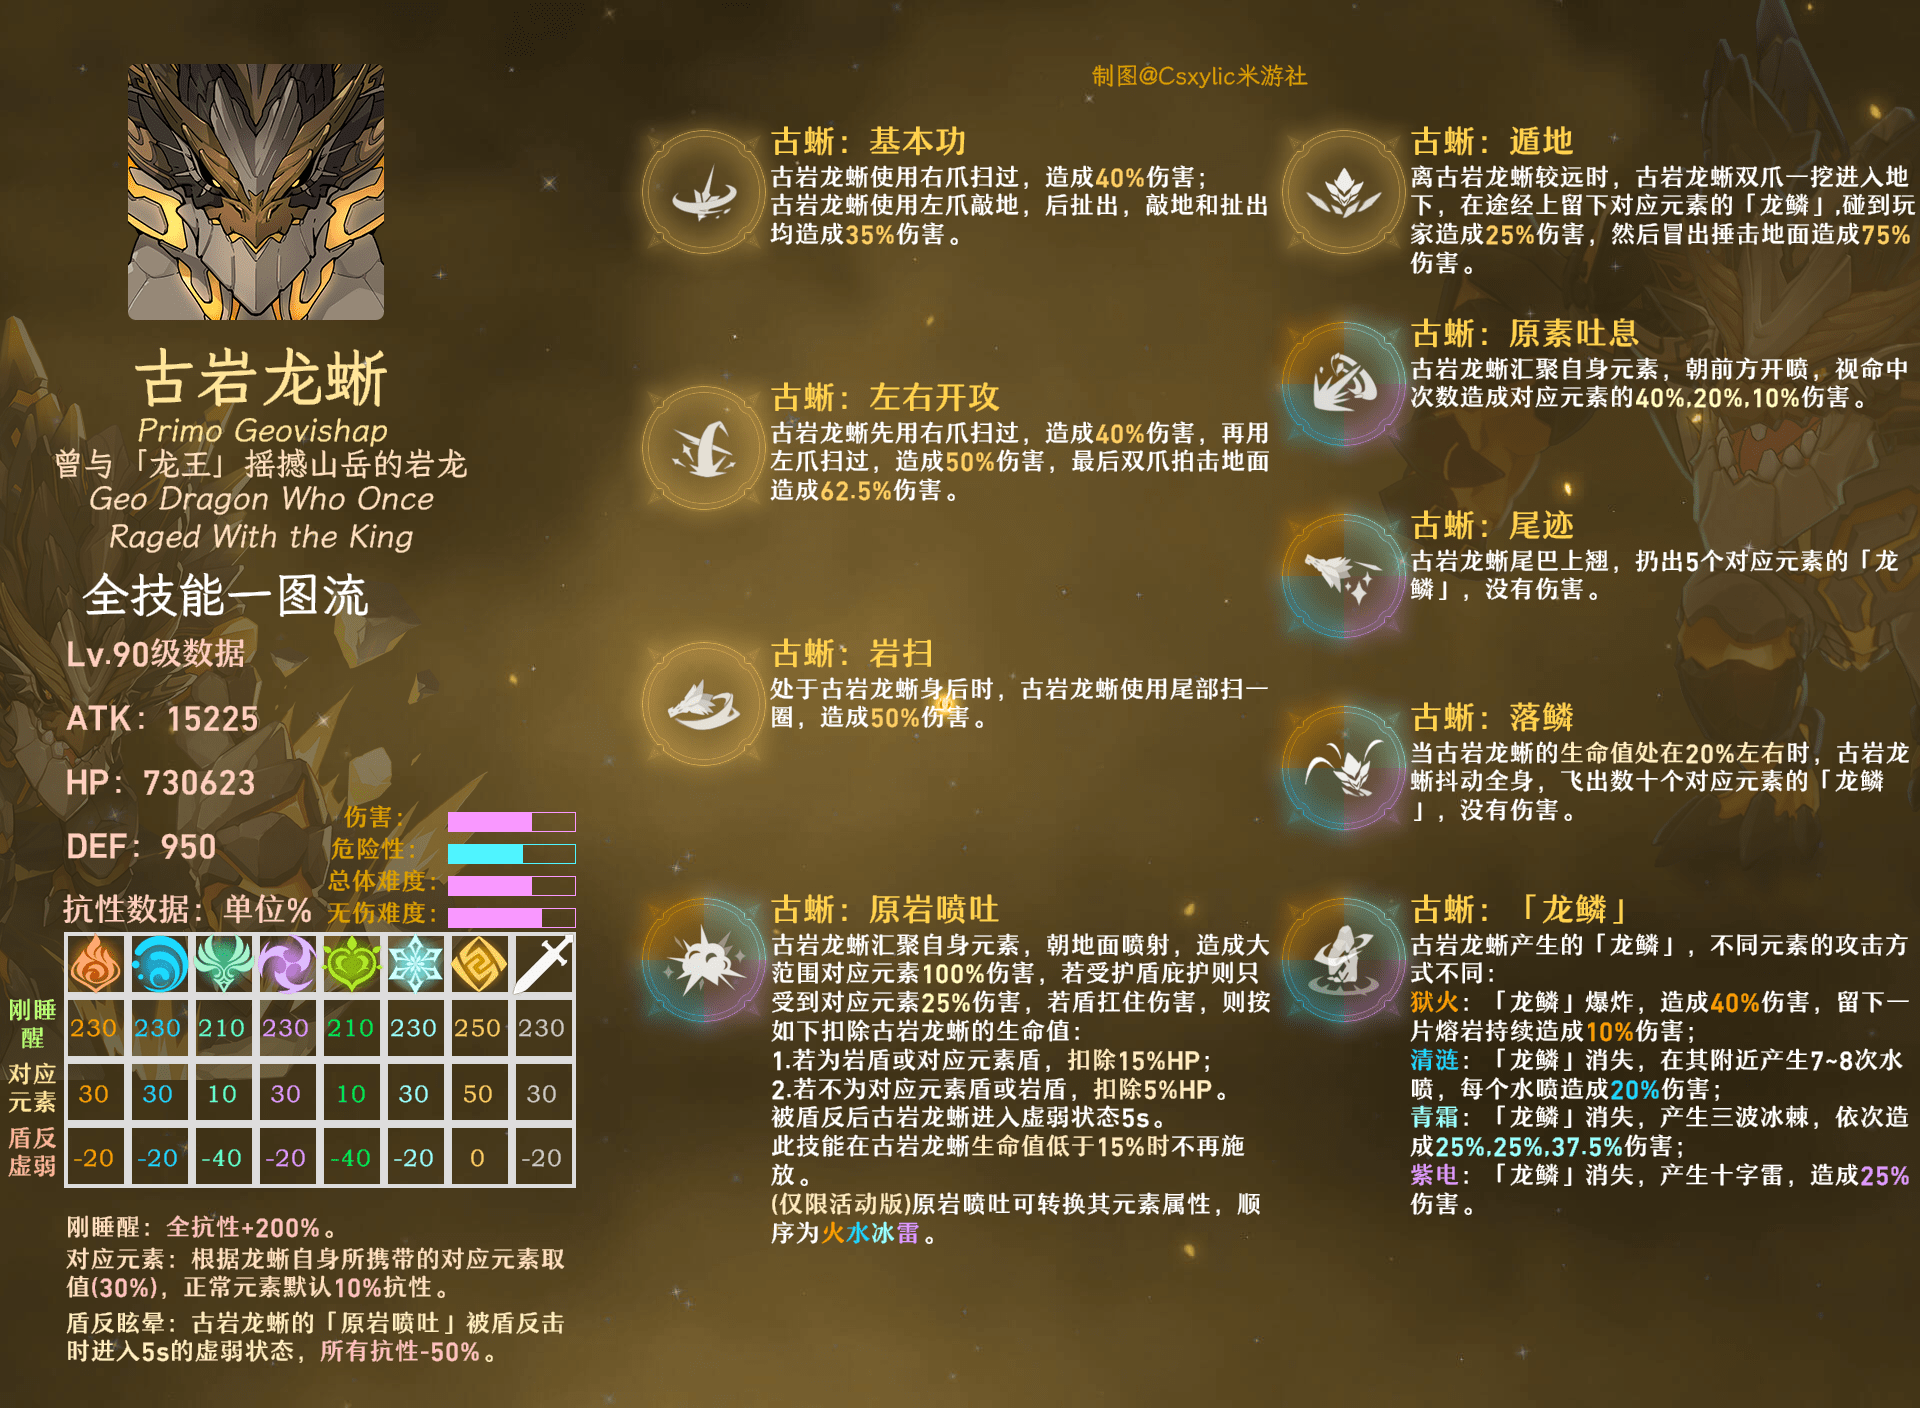 制图@Csxylic米游社
古岩龙蜥
Primo Geovishap
曾与「龙王」摇撼山岳的岩龙
Geo Dragon Who Once
Raged With the King
全技能一图流
Lv.90级数据
ATK：15225
HP：730623
DEF：950
伤害：
危险性：
总体难度：
无伤难度：
抗性数据：单位%
刚睡
醒
230 230 210 230 210 230 250 230
对应
元素
30 30 10 30 10 30 50 30
盾反
虚弱
-20 -20 -40 -20 -40 -20 0 -20
刚睡醒：全抗性+200%。
对应元素：根据龙蜥自身所携带的对应元素取
值(30%)，正常元素默认10%抗性。
盾反眩晕：古岩龙蜥的「原岩喷吐」被盾反击
时进入5s的虚弱状态，所有抗性-50%。
古蜥：基本功
古岩龙蜥使用右爪扫过，造成40%伤害；
古岩龙蜥使用左爪敲地，后扯出，敲地和扯出
均造成35%伤害。
古蜥：左右开攻
古岩龙蜥先用右爪扫过，造成40%伤害，再用
左爪扫过，造成50%伤害，最后双爪拍击地面
造成62.5%伤害。
古蜥：岩扫
处于古岩龙蜥身后时，古岩龙蜥使用尾部扫一
圈，造成50%伤害。
古蜥：原岩喷吐
古岩龙蜥汇聚自身元素，朝地面喷射，造成大
范围对应元素100%伤害，若受护盾庇护则只
受到对应元素25%伤害，若盾扛住伤害，则按
如下扣除古岩龙蜥的生命值：
1.若为岩盾或对应元素盾，扣除15%HP；
2.若不为对应元素盾或岩盾，扣除5%HP。
被盾反后古岩龙蜥进入虚弱状态5s。
此技能在古岩龙蜥生命值低于15%时不再施
放。
(仅限活动版)原岩喷吐可转换其元素属性，顺
序为火水冰雷。
古蜥：遁地
离古岩龙蜥较远时，古岩龙蜥双爪一挖进入地
下，在途经上留下对应元素的「龙鳞」,碰到玩
家造成25%伤害，然后冒出捶击地面造成75%
伤害。
古蜥：原素吐息
古岩龙蜥汇聚自身元素，朝前方开喷，视命中
次数造成对应元素的40%,20%,10%伤害。
古蜥：尾迹
古岩龙蜥尾巴上翘，扔出5个对应元素的「龙
鳞」，没有伤害。
古蜥：落鳞
当古岩龙蜥的生命值处在20%左右时，古岩龙
蜥抖动全身，飞出数十个对应元素的「龙鳞
」，没有伤害。
古蜥：「龙鳞」
古岩龙蜥产生的「龙鳞」，不同元素的攻击方
式不同：
狱火：「龙鳞」爆炸，造成40%伤害，留下一
片熔岩持续造成10%伤害；
清涟：「龙鳞」消失，在其附近产生7~8次水
喷，每个水喷造成20%伤害；
青霜：「龙鳞」消失，产生三波冰棘，依次造
成25%,25%,37.5%伤害；
紫电：「龙鳞」消失，产生十字雷，造成25%
伤害。